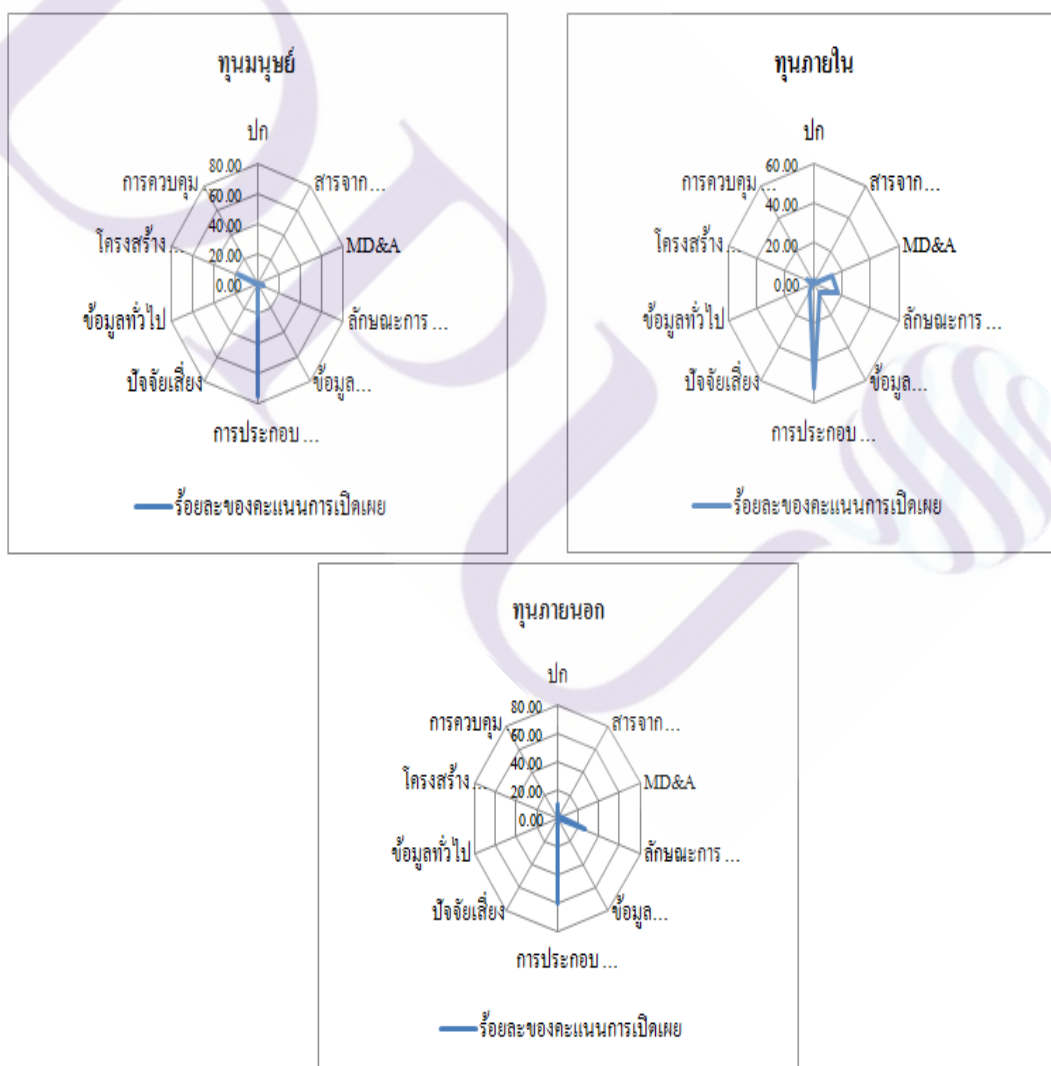 ทุนมนุษย์
ปก
สารจาก...
MD&A
ลักษณะการ ...
ข้อมูล...
การประกอบ ...
ปัจจัยเสี่ยง
ข้อมูลทั่วไป
โครงสร้าง ...
การควบคุม ...
80.00
60.00
40.00
20.00
0.00
ร้อยละของคะแนนการเปิดเผย
ทุนภายใน
ปก
สารจาก...
MD&A
ลักษณะการ ...
ข้อมูล...
การประกอบ ...
ปัจจัยเสี่ยง
ข้อมูลทั่วไป
โครงสร้าง ...
การควบคุม ...
60.00
40.00
20.00
0.00
ร้อยละของคะแนนการเปิดเผย
ทุนภายนอก
ปก
สารจาก...
MD&A
ลักษณะการ ...
ข้อมูล...
การประกอบ ...
ปัจจัยเสี่ยง
ข้อมูลทั่วไป
โครงสร้าง ...
การควบคุม ...
80.00
60.00
40.00
20.00
0.00
ร้อยละของคะแนนการเปิดเผย